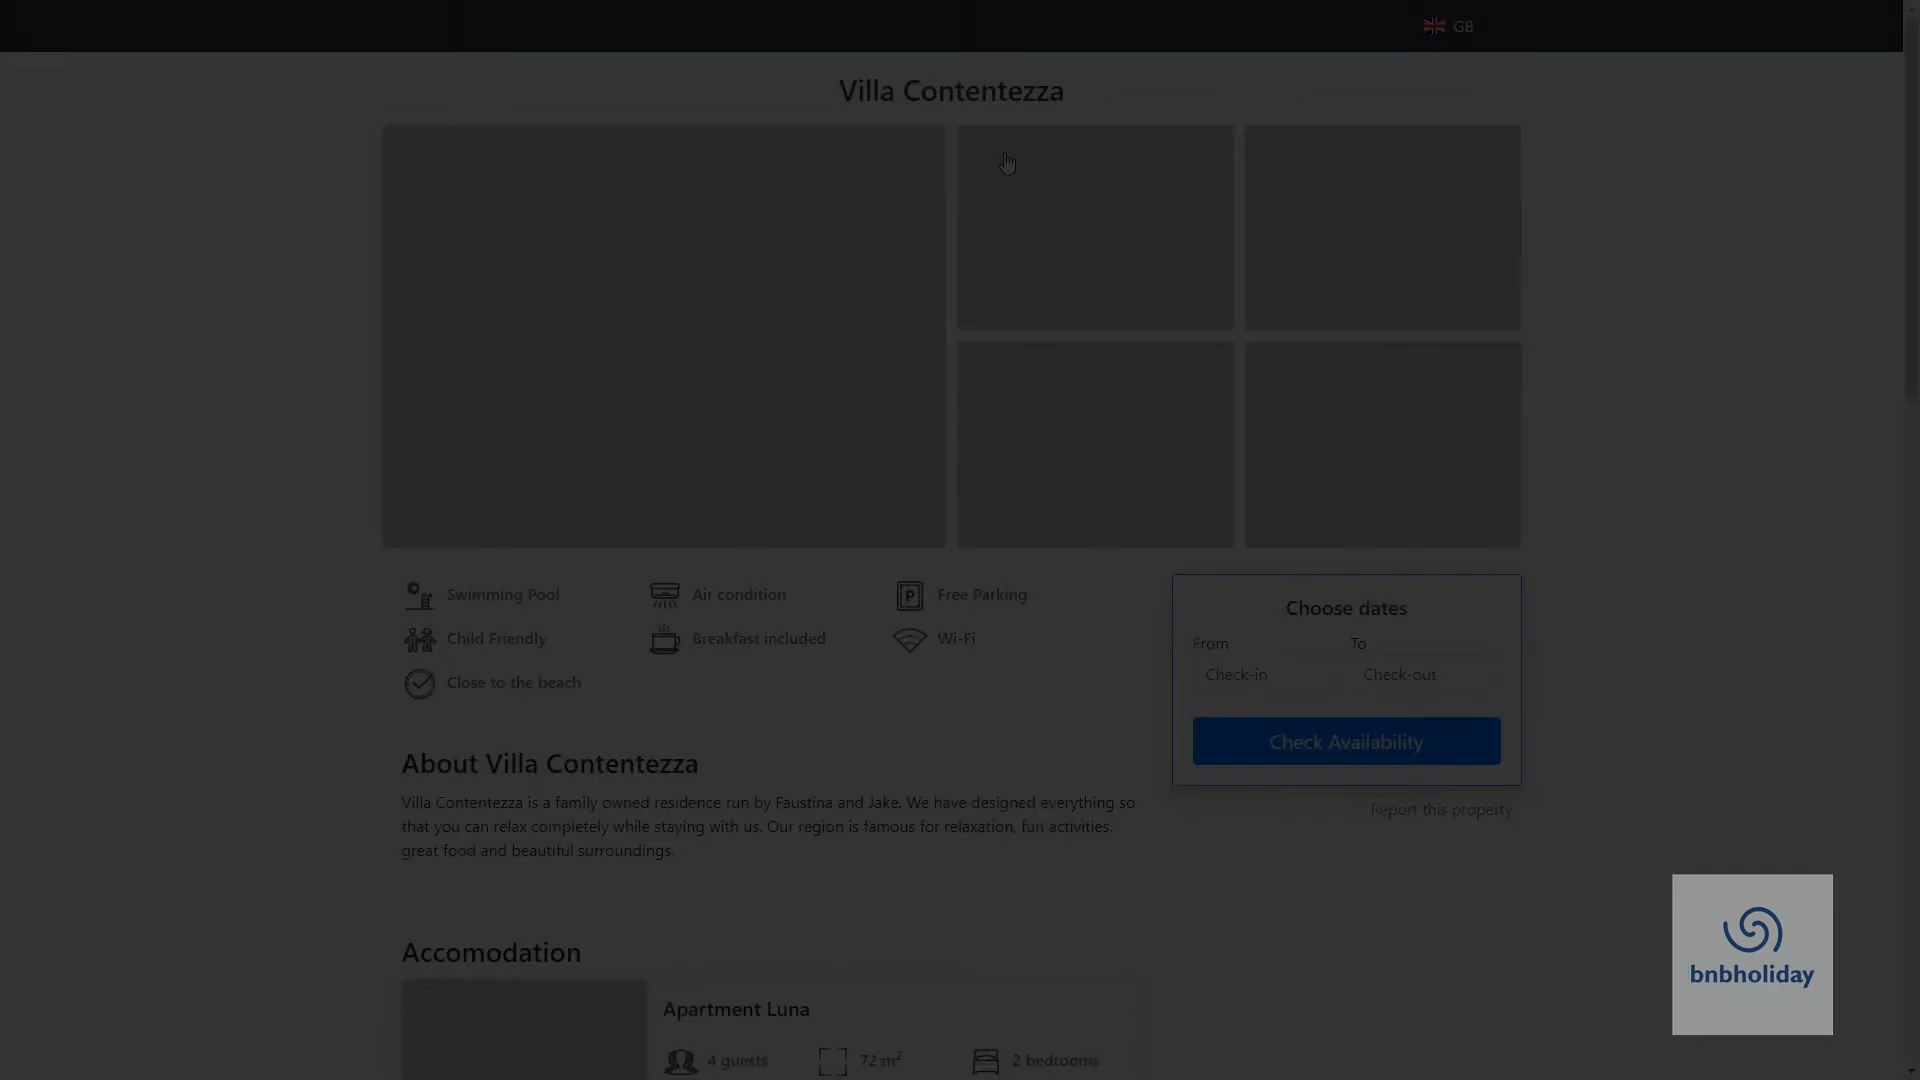 GB
Villa Contentezza
Swimming Pool
Air condition
Free Parking
Child Friendly
Breakfast included
Wi-Fi
Close to the beach
Choose dates
From To
Check-in Check-out
Check Availability
Report this property
About Villa Contentezza
Villa Contentezza is a family owned residence run by Faustina and Jake. We have designed everything so
that you can relax completely while staying with us. Our region is famous for relaxation, fun activities,
great food and beautiful surroundings.
Accomodation
Apartment Luna
4 guests 72 m² 2 bedrooms
bnbholiday